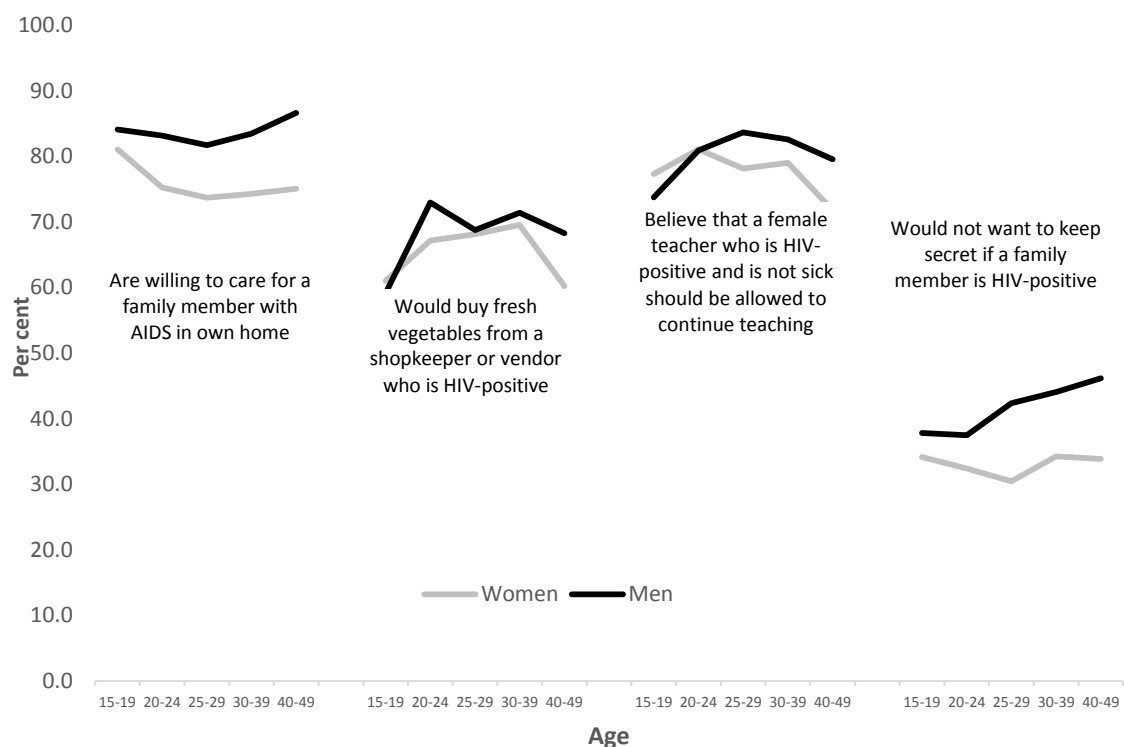 100.0
90.0
80.0
70.0
60.0
50.0
40.0
30.0
20.0
10.0
0.0
Per cent
Are willing to care for a
family member with
AIDS in own home
Would buy fresh
vegetables from a
shopkeeper or vendor
who is HIV-positive
Believe that a female
teacher who is HIV-
positive and is not sick
should be allowed to
continue teaching
Would not want to keep
secret if a family
member is HIV-positive
Women Men
15-19 20-24 25-29 30-39 40-49 15-19 20-24 25-29 30-39 40-49 15-19 20-24 25-29 30-39 40-49 15-19 20-24 25-29 30-39 40-49
Age